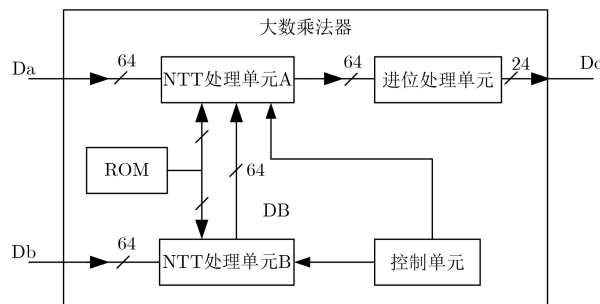 大数乘法器
Da
64
NTT处理单元A
64
进位处理单元
24
Dc
ROM
64
DB
Db
64
NTT处理单元B
控制单元